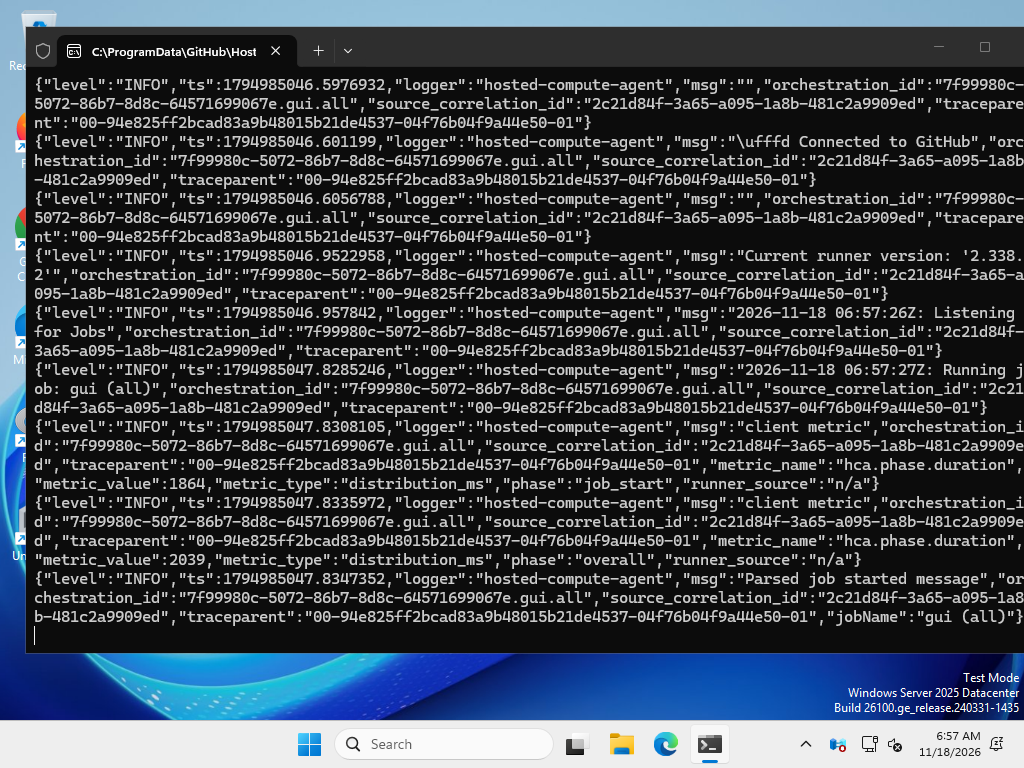 C:\ProgramData\GitHub\Host
{"level":"INFO","ts":1794985046.5976932,"logger":"hosted-compute-agent","msg":"","orchestration_id":"7f99980c-
5072-86b7-8d8c-64571699067e.gui.all","source_correlation_id":"2c21d84f-3a65-a095-1a8b-481c2a9909ed","tracepare
nt":"00-94e825ff2bcad83a9b48015b21de4537-04f76b04f9a44e50-01"}
{"level":"INFO","ts":1794985046.601199,"logger":"hosted-compute-agent","msg":"\ufffd Connected to GitHub","orc
hestration_id":"7f99980c-5072-86b7-8d8c-64571699067e.gui.all","source_correlation_id":"2c21d84f-3a65-a095-1a8b
-481c2a9909ed","traceparent":"00-94e825ff2bcad83a9b48015b21de4537-04f76b04f9a44e50-01"}
{"level":"INFO","ts":1794985046.6056788,"logger":"hosted-compute-agent","msg":"","orchestration_id":"7f99980c-
5072-86b7-8d8c-64571699067e.gui.all","source_correlation_id":"2c21d84f-3a65-a095-1a8b-481c2a9909ed","tracepare
nt":"00-94e825ff2bcad83a9b48015b21de4537-04f76b04f9a44e50-01"}
{"level":"INFO","ts":1794985046.9522958,"logger":"hosted-compute-agent","msg":"Current runner version: '2.338.
2'","orchestration_id":"7f99980c-5072-86b7-8d8c-64571699067e.gui.all","source_correlation_id":"2c21d84f-3a65-a
095-1a8b-481c2a9909ed","traceparent":"00-94e825ff2bcad83a9b48015b21de4537-04f76b04f9a44e50-01"}
{"level":"INFO","ts":1794985046.957842,"logger":"hosted-compute-agent","msg":"2026-11-18 06:57:26Z: Listening
for Jobs","orchestration_id":"7f99980c-5072-86b7-8d8c-64571699067e.gui.all","source_correlation_id":"2c21d84f-
3a65-a095-1a8b-481c2a9909ed","traceparent":"00-94e825ff2bcad83a9b48015b21de4537-04f76b04f9a44e50-01"}
{"level":"INFO","ts":1794985047.8285246,"logger":"hosted-compute-agent","msg":"2026-11-18 06:57:27Z: Running j
ob: gui (all)","orchestration_id":"7f99980c-5072-86b7-8d8c-64571699067e.gui.all","source_correlation_id":"2c21
d84f-3a65-a095-1a8b-481c2a9909ed","traceparent":"00-94e825ff2bcad83a9b48015b21de4537-04f76b04f9a44e50-01"}
{"level":"INFO","ts":1794985047.8308105,"logger":"hosted-compute-agent","msg":"client metric","orchestration_i
d":"7f99980c-5072-86b7-8d8c-64571699067e.gui.all","source_correlation_id":"2c21d84f-3a65-a095-1a8b-481c2a9909e
d","traceparent":"00-94e825ff2bcad83a9b48015b21de4537-04f76b04f9a44e50-01","metric_name":"hca.phase.duration",
"metric_value":1864,"metric_type":"distribution_ms","phase":"job_start","runner_source":"n/a"}
{"level":"INFO","ts":1794985047.8335972,"logger":"hosted-compute-agent","msg":"client metric","orchestration_i
d":"7f99980c-5072-86b7-8d8c-64571699067e.gui.all","source_correlation_id":"2c21d84f-3a65-a095-1a8b-481c2a9909e
d","traceparent":"00-94e825ff2bcad83a9b48015b21de4537-04f76b04f9a44e50-01","metric_name":"hca.phase.duration",
"metric_value":2039,"metric_type":"distribution_ms","phase":"overall","runner_source":"n/a"}
{"level":"INFO","ts":1794985047.8347352,"logger":"hosted-compute-agent","msg":"Parsed job started message","or
chestration_id":"7f99980c-5072-86b7-8d8c-64571699067e.gui.all","source_correlation_id":"2c21d84f-3a65-a095-1a8
b-481c2a9909ed","traceparent":"00-94e825ff2bcad83a9b48015b21de4537-04f76b04f9a44e50-01","jobName":"gui (all)"}
Test Mode
Windows Server 2025 Datacenter
Build 26100.ge_release.240331-1435
Search
6:57 AM
11/18/2026